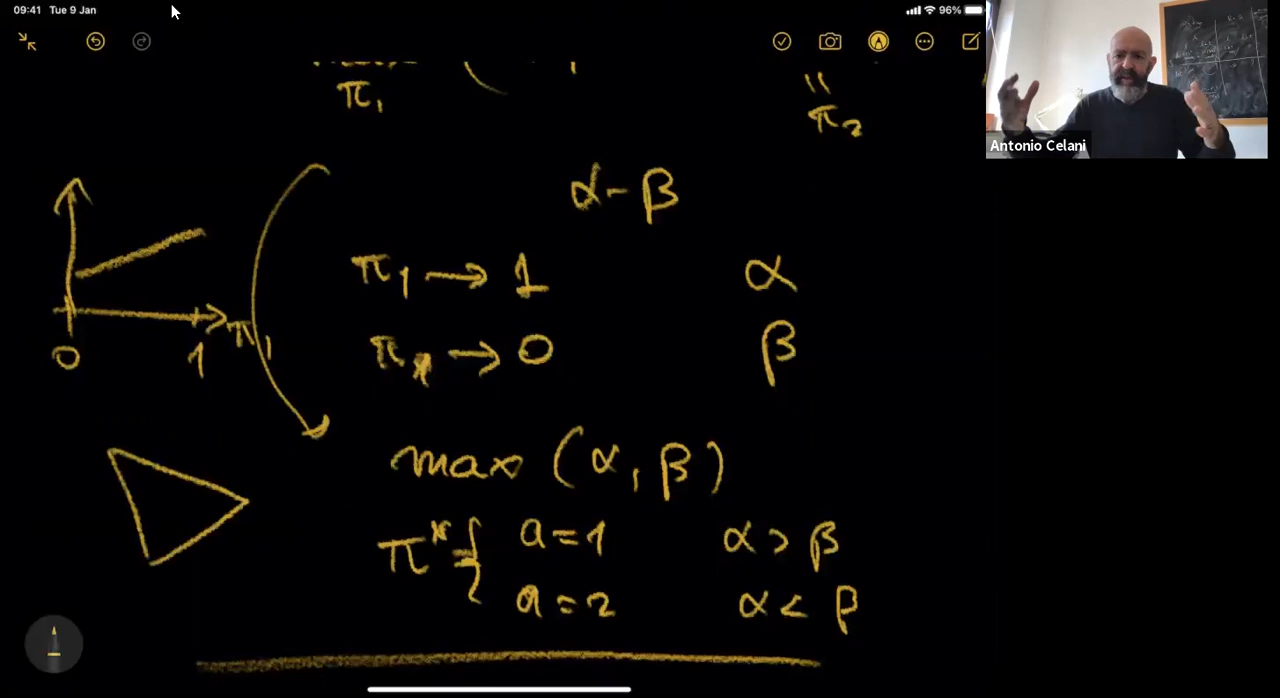 09:41 Tue 9 Jan
96%
Antonio Celani
π₁
"
π₂
α - β
π₁ → 1 α
π₁ → 0 β
0 1 π₁
max (α, β)
π* = { a = 1 α > β
a = 2 α < β